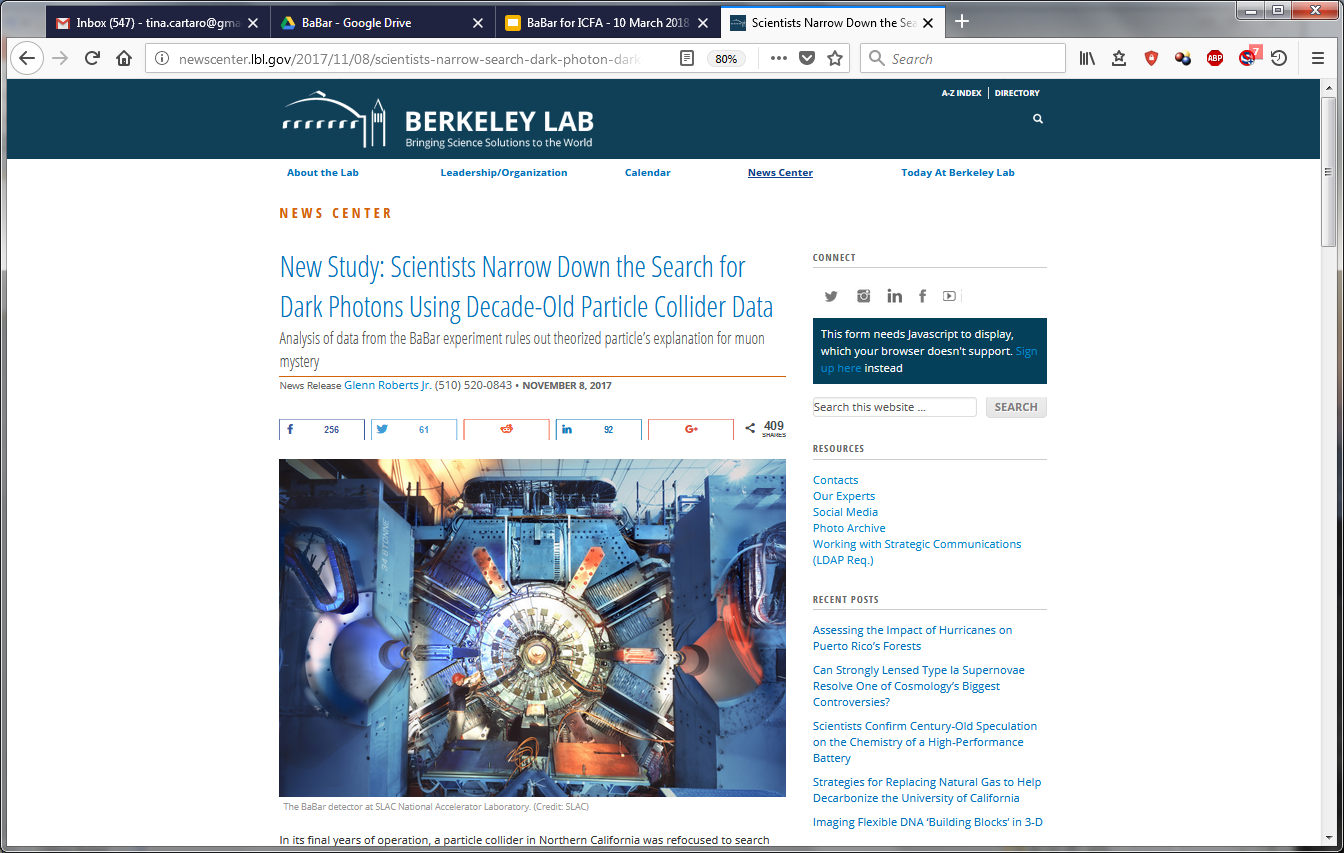 Inbox (547) - tina.cartaro@gma
BaBar - Google Drive
BaBar for ICFA - 10 March 2018
Scientists Narrow Down the Sea
newscenter.lbl.gov/2017/11/08/scientists-narrow-search-dark-photon-dark-
80%
Search
ABP
7
A-Z INDEX
DIRECTORY
BERKELEY LAB
Bringing Science Solutions to the World
About the Lab
Leadership/Organization
Calendar
News Center
Today At Berkeley Lab
NEWS CENTER
New Study: Scientists Narrow Down the Search for
Dark Photons Using Decade-Old Particle Collider Data
Analysis of data from the BaBar experiment rules out theorized particle's explanation for muon
mystery
News Release Glenn Roberts Jr. (510) 520-0843 • NOVEMBER 8, 2017
256
61
92
G+
409
SHARES
The BaBar detector at SLAC National Accelerator Laboratory. (Credit: SLAC)
In its final years of operation, a particle collider in Northern California was refocused to search
CONNECT
This form needs Javascript to display,
which your browser doesn't support. Sign
up here instead
Search this website ...
SEARCH
RESOURCES
Contacts
Our Experts
Social Media
Photo Archive
Working with Strategic Communications
(LDAP Req.)
RECENT POSTS
Assessing the Impact of Hurricanes on
Puerto Rico's Forests
Can Strongly Lensed Type Ia Supernovae
Resolve One of Cosmology's Biggest
Controversies?
Scientists Confirm Century-Old Speculation
on the Chemistry of a High-Performance
Battery
Strategies for Replacing Natural Gas to Help
Decarbonize the University of California
Imaging Flexible DNA 'Building Blocks' in 3-D